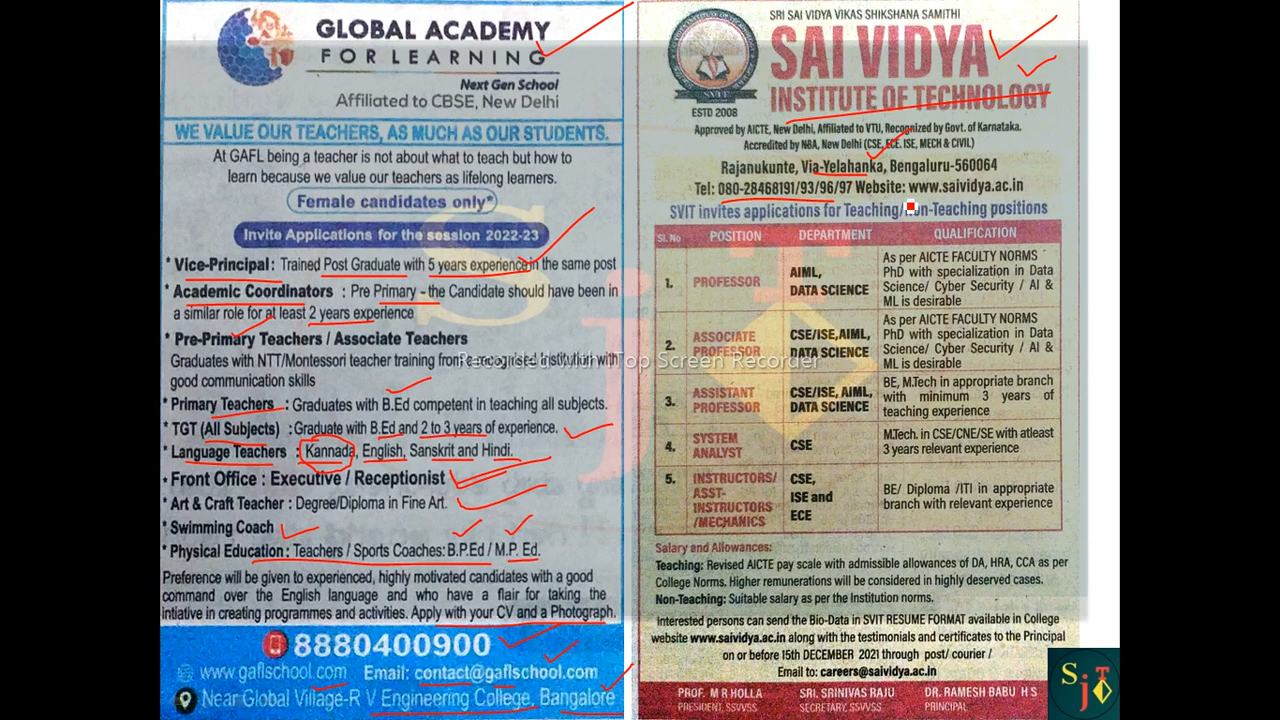 GLOBAL ACADEMY
FOR LEARNING
Next Gen School
Affiliated to CBSE, New Delhi
WE VALUE OUR TEACHERS, AS MUCH AS OUR STUDENTS.
At GAFL being a teacher is not about what to teach but how to
learn because we value our teachers as lifelong learners.
Female candidates only*
Invite Applications for the session 2022-23
* Vice-Principal : Trained Post Graduate with 5 years experience in the same post
* Academic Coordinators : Pre Primary - the Candidate should have been in
a similar role for at least 2 years experience
* Pre-Primary Teachers / Associate Teachers
Graduates with NTT/Montessori teacher training from a recognised Institution with
good communication skills
* Primary Teachers : Graduates with B.Ed competent in teaching all subjects.
* TGT (All Subjects) : Graduate with B.Ed and 2 to 3 years of experience.
* Language Teachers : Kannada, English, Sanskrit and Hindi.
* Front Office : Executive / Receptionist
* Art & Craft Teacher : Degree/Diploma in Fine Art.
* Swimming Coach
* Physical Education : Teachers / Sports Coaches: B.P.Ed / M.P. Ed.
Preference will be given to experienced, highly motivated candidates with a good
command over the English language and who have a flair for taking the
intiative in creating programmes and activities. Apply with your CV and a Photograph.
8880400900
www.gaflschool.com Email: contact@gaflschool.com
Near Global Village-R V Engineering College, Bangalore
SRI SAI VIDYA VIKAS SHIKSHANA SAMITHI
SAI VIDYA
INSTITUTE OF TECHNOLOGY
SVIT
ESTD 2008
Approved by AICTE, New Delhi, Affiliated to VTU, Recognized by Govt. of Karnataka.
Accredited by NBA, New Delhi (CSE, ECE. ISE, MECH & CIVIL)
Rajanukunte, Via-Yelahanka, Bengaluru-560064
Tel: 080-28468191/93/96/97 Website: www.saividya.ac.in
SVIT invites applications for Teaching/Non-Teaching positions
Sl. No POSITION DEPARTMENT QUALIFICATION
1. PROFESSOR AIML, DATA SCIENCE As per AICTE FACULTY NORMS PhD with specialization in Data Science/ Cyber Security / AI & ML is desirable
2. ASSOCIATE PROFESSOR CSE/ISE,AIML, DATA SCIENCE As per AICTE FACULTY NORMS PhD with specialization in Data Science/ Cyber Security / AI & ML is desirable
3. ASSISTANT PROFESSOR CSE/ISE, AIML, DATA SCIENCE BE, M.Tech in appropriate branch with minimum 3 years of teaching experience
4. SYSTEM ANALYST CSE M.Tech. in CSE/CNE/SE with atleast 3 years relevant experience
5. INSTRUCTORS/ ASST-INSTRUCTORS /MECHANICS CSE, ISE and ECE BE/ Diploma /ITI in appropriate branch with relevant experience
Salary and Allowances:
Teaching: Revised AICTE pay scale with admissible allowances of DA, HRA, CCA as per
College Norms. Higher remunerations will be considered in highly deserved cases.
Non-Teaching: Suitable salary as per the Institution norms.
Interested persons can send the Bio-Data in SVIT RESUME FORMAT available in College
website www.saividya.ac.in along with the testimonials and certificates to the Principal
on or before 15th DECEMBER 2021 through post/ courier /
Email to: careers@saividya.ac.in
PROF. M R HOLLA SRI. SRINIVAS RAJU DR. RAMESH BABU H S
PRESIDENT, SSVVSS SECRETARY, SSVVSS PRINCIPAL
Recorded with iTop Screen Recorder
SjT
SjT